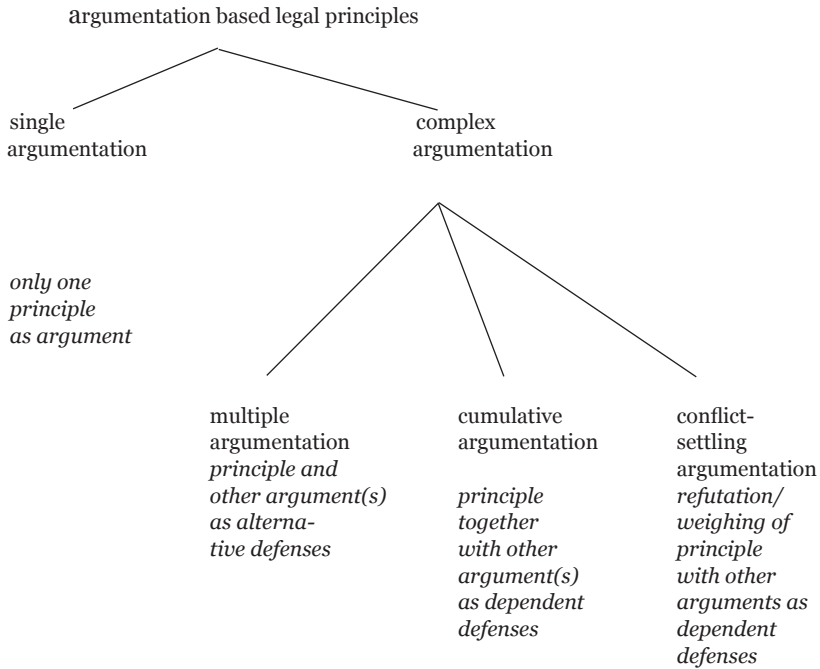 argumentation based legal principles
single
argumentation
complex
argumentation
only one
principle
as argument
multiple
argumentation
principle and
other argument(s)
as alterna-
tive defenses
cumulative
argumentation
principle
together
with other
argument(s)
as dependent
defenses
conflict-
settling
argumentation
refutation/
weighing of
principle
with other
arguments as
dependent
defenses